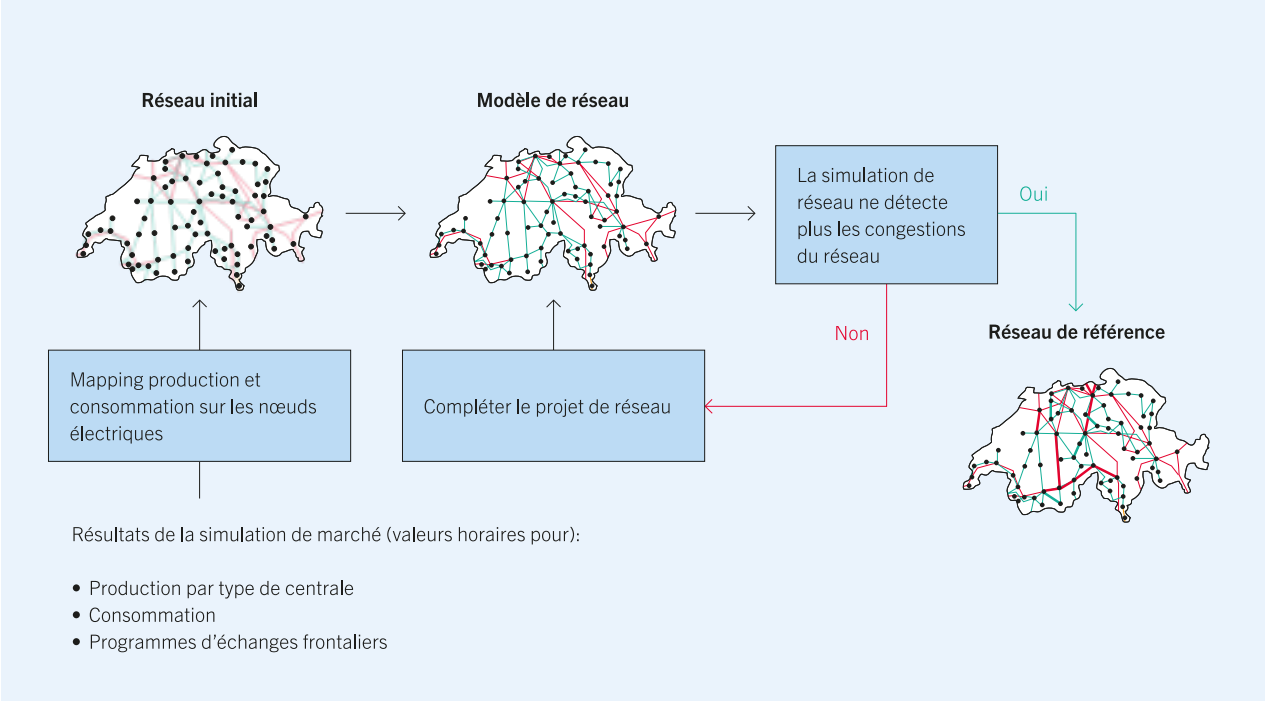 Réseau initial
Modèle de réseau
La simulation de
réseau ne détecte
plus les congestions
du réseau
Oui
Non
Réseau de référence
Mapping production et
consommation sur les nœuds
électriques
Compléter le projet de réseau
Résultats de la simulation de marché (valeurs horaires pour):
• Production par type de centrale
• Consommation
• Programmes d'échanges frontaliers